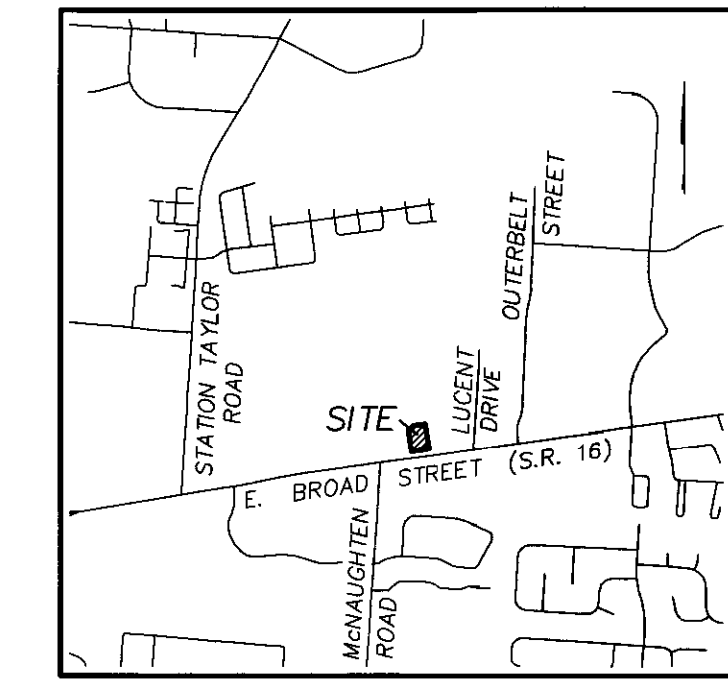 OUTERBELT
STREET
STATION TAYLOR
ROAD
LUCENT
DRIVE
SITE
E. BROAD STREET (S.R. 16)
McNAUGHTEN
ROAD